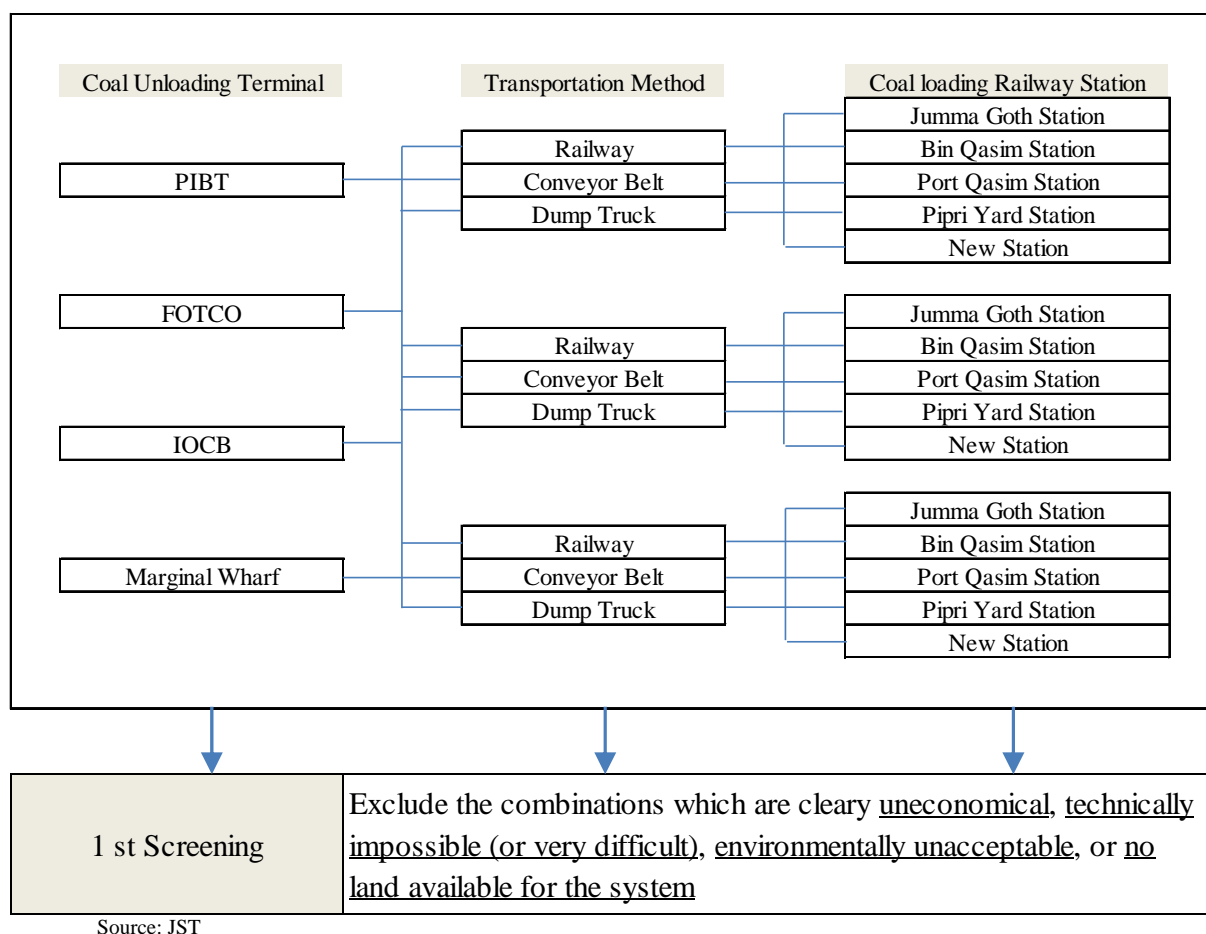 Coal Unloading Terminal
Transportation Method
Coal loading Railway Station
PIBT
FOTCO
IOCB
Marginal Wharf
Railway
Conveyor Belt
Dump Truck
Railway
Conveyor Belt
Dump Truck
Railway
Conveyor Belt
Dump Truck
Jumma Goth Station
Bin Qasim Station
Port Qasim Station
Pipri Yard Station
New Station
Jumma Goth Station
Bin Qasim Station
Port Qasim Station
Pipri Yard Station
New Station
Jumma Goth Station
Bin Qasim Station
Port Qasim Station
Pipri Yard Station
New Station
1 st Screening
Exclude the combinations which are cleary uneconomical, technically
impossible (or very difficult), environmentally unacceptable, or no
land available for the system
Source: JST